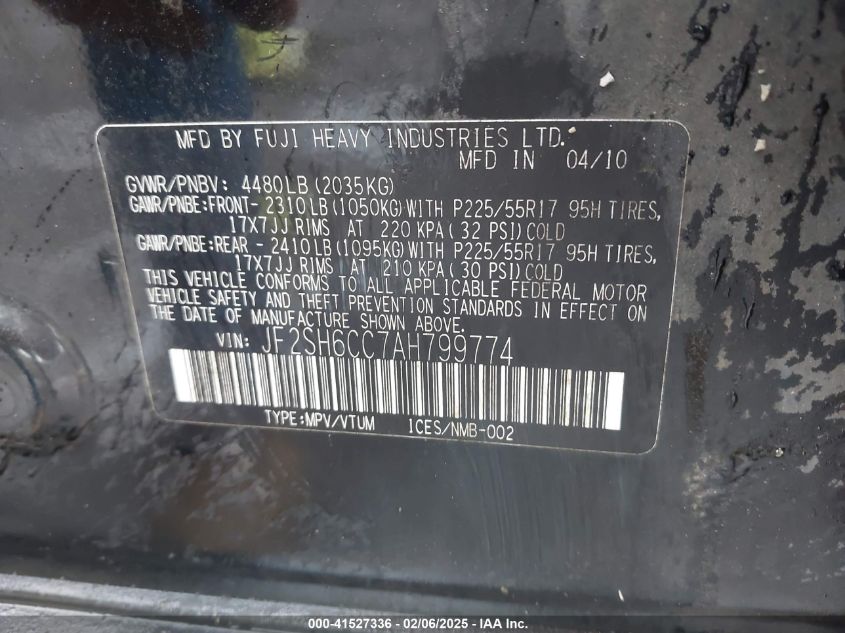 MFD BY FUJI HEAVY INDUSTRIES LTD.
MFD IN 04/10
GVWR/PNBV: 4480LB (2035KG)
GAWR/PNBE:FRONT- 2310LB(1050KG)WITH P225/55R17 95H TIRES,
17X7JJ RIMS AT 220 KPA(32 PSI)COLD
GAWR/PNBE:REAR - 2410LB(1095KG)WITH P225/55R17 95H TIRES,
17X7JJ RIMS AT 210 KPA(30 PSI)COLD
THIS VEHICLE CONFORMS TO ALL APPLICABLE FEDERAL MOTOR
VEHICLE SAFETY AND THEFT PREVENTION STANDARDS IN EFFECT ON
THE DATE OF MANUFACTURE SHOWN ABOVE.
VIN: JF2SH6CC7AH799774
TYPE:MPV/VTUM ICES/NMB-002
000-41527336 - 02/06/2025 - IAA Inc.